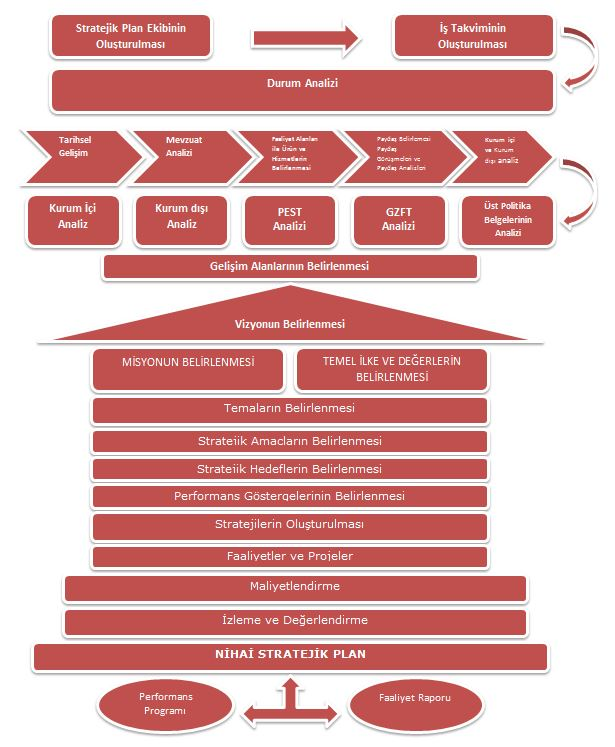 Stratejik Plan Ekibinin
Oluşturulması
İş Takviminin
Oluşturulması
Durum Analizi
Tarihsel
Gelişim
Mevzuat
Analizi
Faaliyet Alanları
ile Ürün ve
Hizmetlerin
Belirlenmesi
Paydaş Belirlemesi
Paydaş
Görüşmeleri ve
Paydaş Analizleri
Kurum içi
ve Kurum
dışı analiz
Kurum İçi
Analiz
Kurum dışı
Analiz
PEST
Analizi
GZFT
Analizi
Üst Politika
Belgelerinin
Analizi
Gelişim Alanlarının Belirlenmesi
Vizyonun Belirlenmesi
MİSYONUN BELİRLENMESİ
TEMEL İLKE VE DEĞERLERİN
BELİRLENMESİ
Temaların Belirlenmesi
Stratejik Amaçların Belirlenmesi
Stratejik Hedeflerin Belirlenmesi
Performans Göstergelerinin Belirlenmesi
Stratejilerin Oluşturulması
Faaliyetler ve Projeler
Maliyetlendirme
İzleme ve Değerlendirme
NİHAİ STRATEJİK PLAN
Performans
Programı
Faaliyet Raporu